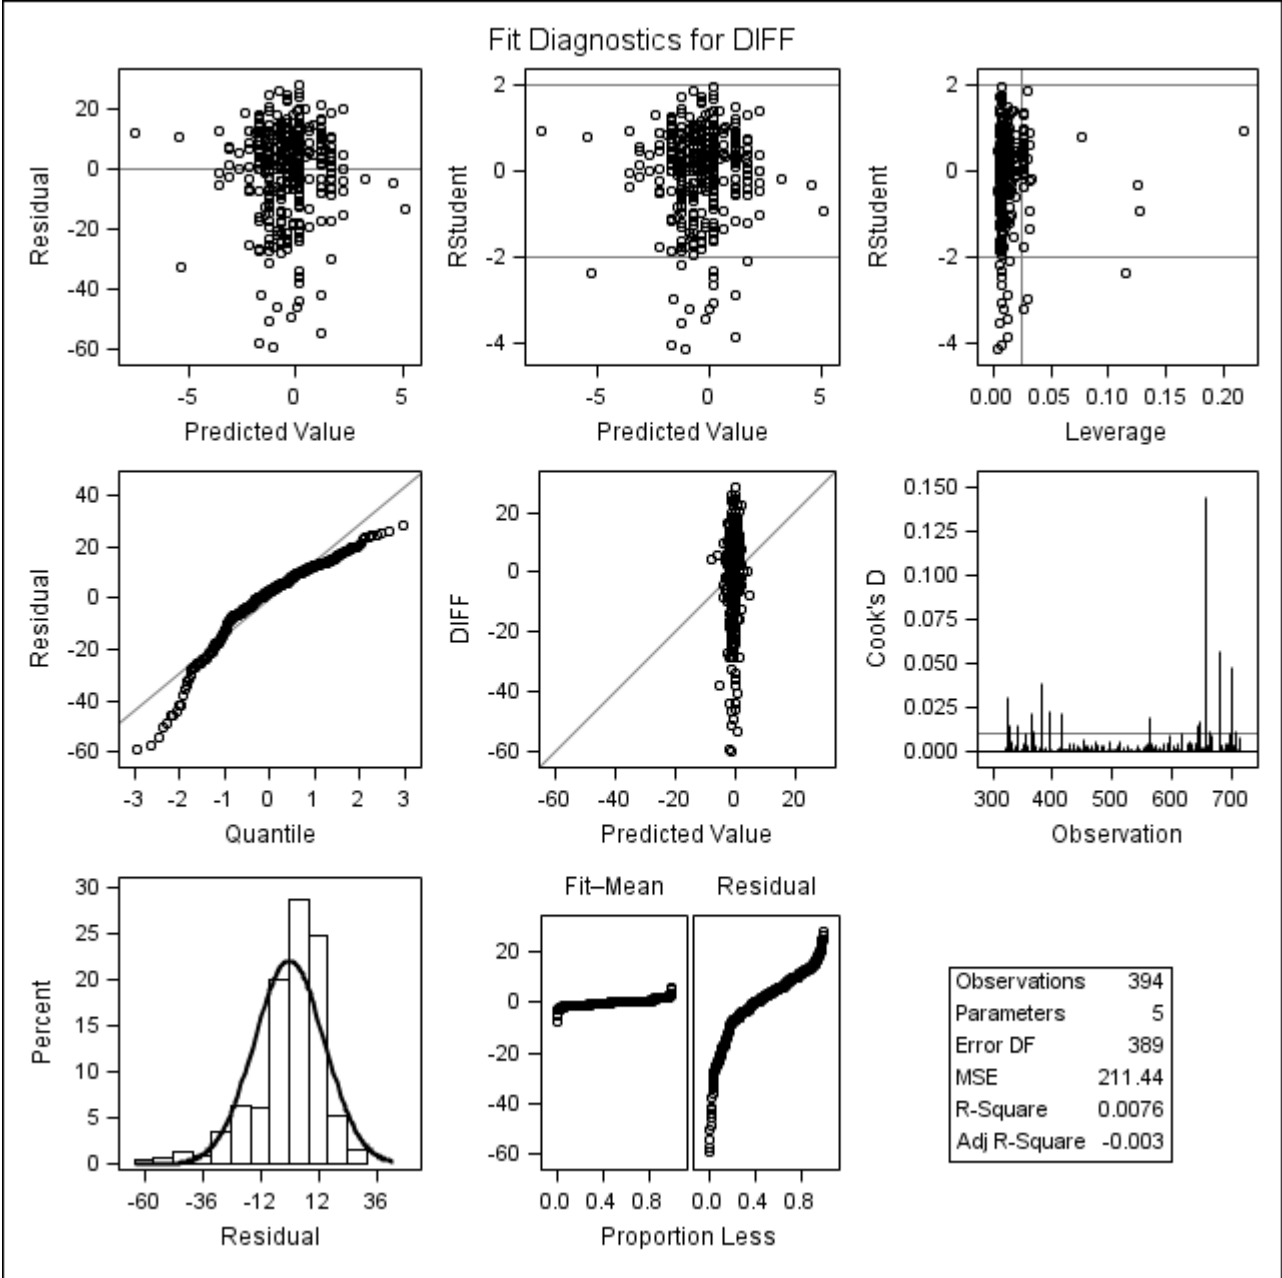 Fit Diagnostics for DIFF
20
0
-20
-40
-60
Residual
-5 0 5
Predicted Value
2
0
-2
-4
RStudent
-5 0 5
Predicted Value
2
0
-2
-4
RStudent
0.00 0.05 0.10 0.15 0.20
Leverage
40
20
0
-20
-40
-60
Residual
-3 -2 -1 0 1 2 3
Quantile
20
0
-20
-40
-60
DIFF
-60 -40 -20 0 20
Predicted Value
0.150
0.125
0.100
0.075
0.050
0.025
0.000
Cook's D
300 400 500 600 700
Observation
30
25
20
15
10
5
0
Percent
-60 -36 -12 12 36
Residual
Fit–Mean Residual
20
0
-20
-40
-60
0.0 0.4 0.8 0.0 0.4 0.8
Proportion Less
Observations 394
Parameters 5
Error DF 389
MSE 211.44
R-Square 0.0076
Adj R-Square -0.003